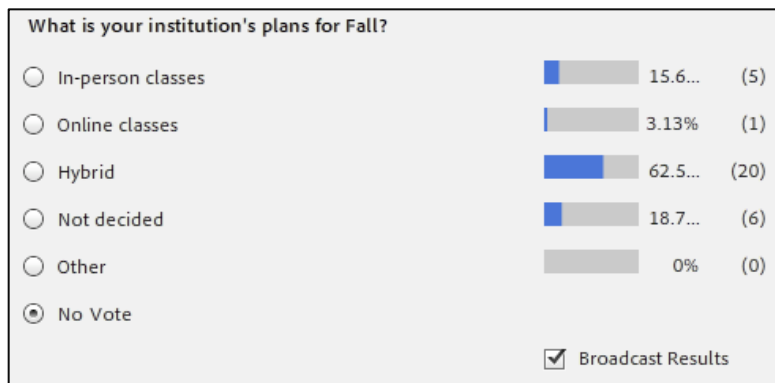 What is your institution's plans for Fall?
In-person classes 15.6... (5)
Online classes 3.13% (1)
Hybrid 62.5... (20)
Not decided 18.7... (6)
Other 0% (0)
No Vote
Broadcast Results